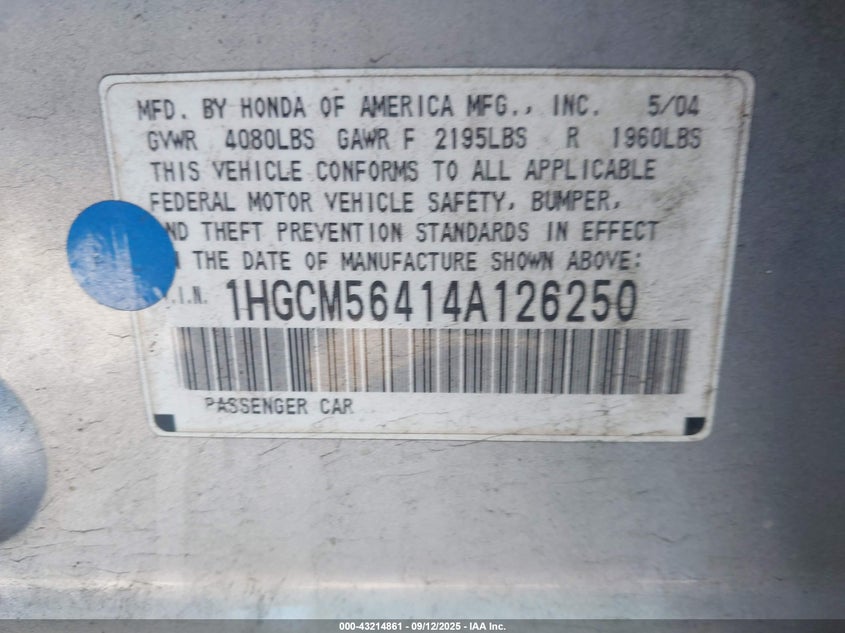 MFD. BY HONDA OF AMERICA MFG., INC. 5/04
GVWR 4080LBS GAWR F 2195LBS R 1960LBS
THIS VEHICLE CONFORMS TO ALL APPLICABLE
FEDERAL MOTOR VEHICLE SAFETY, BUMPER,
ND THEFT PREVENTION STANDARDS IN EFFECT
THE DATE OF MANUFACTURE SHOWN ABOVE:
V.I.N. 1HGCM56414A126250
PASSENGER CAR
000-43214861 - 09/12/2025 - IAA Inc.